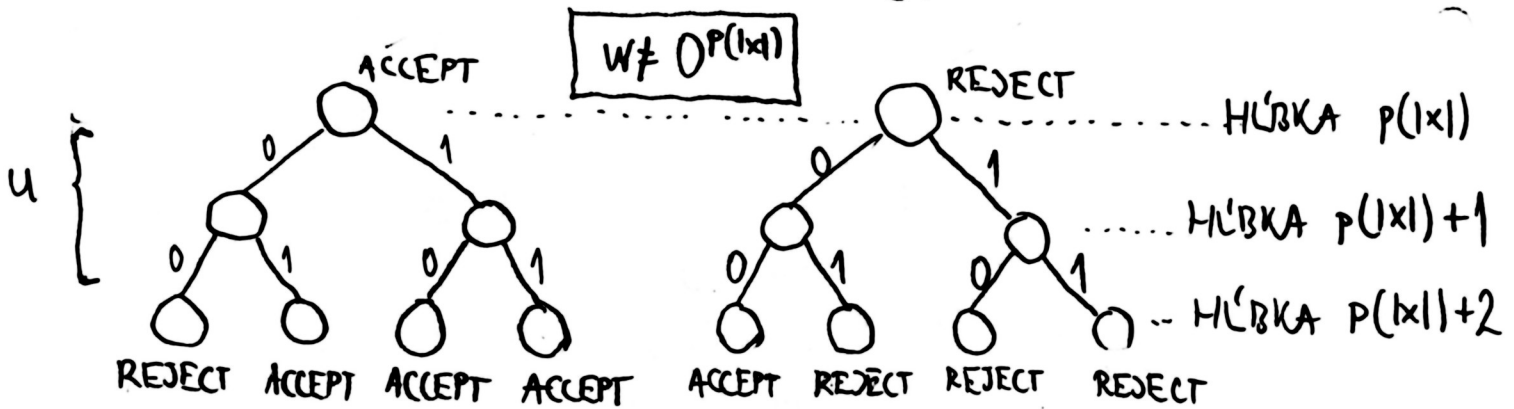 W ≠ 0^p(|x|)
ACCEPT REJECT
HĹBKA p(|x|)
0 1 0 1
u
HĹBKA p(|x|)+1
0 1 0 1 0 1 0 1
HĹBKA p(|x|)+2
REJECT ACCEPT ACCEPT ACCEPT ACCEPT REJECT REJECT REJECT